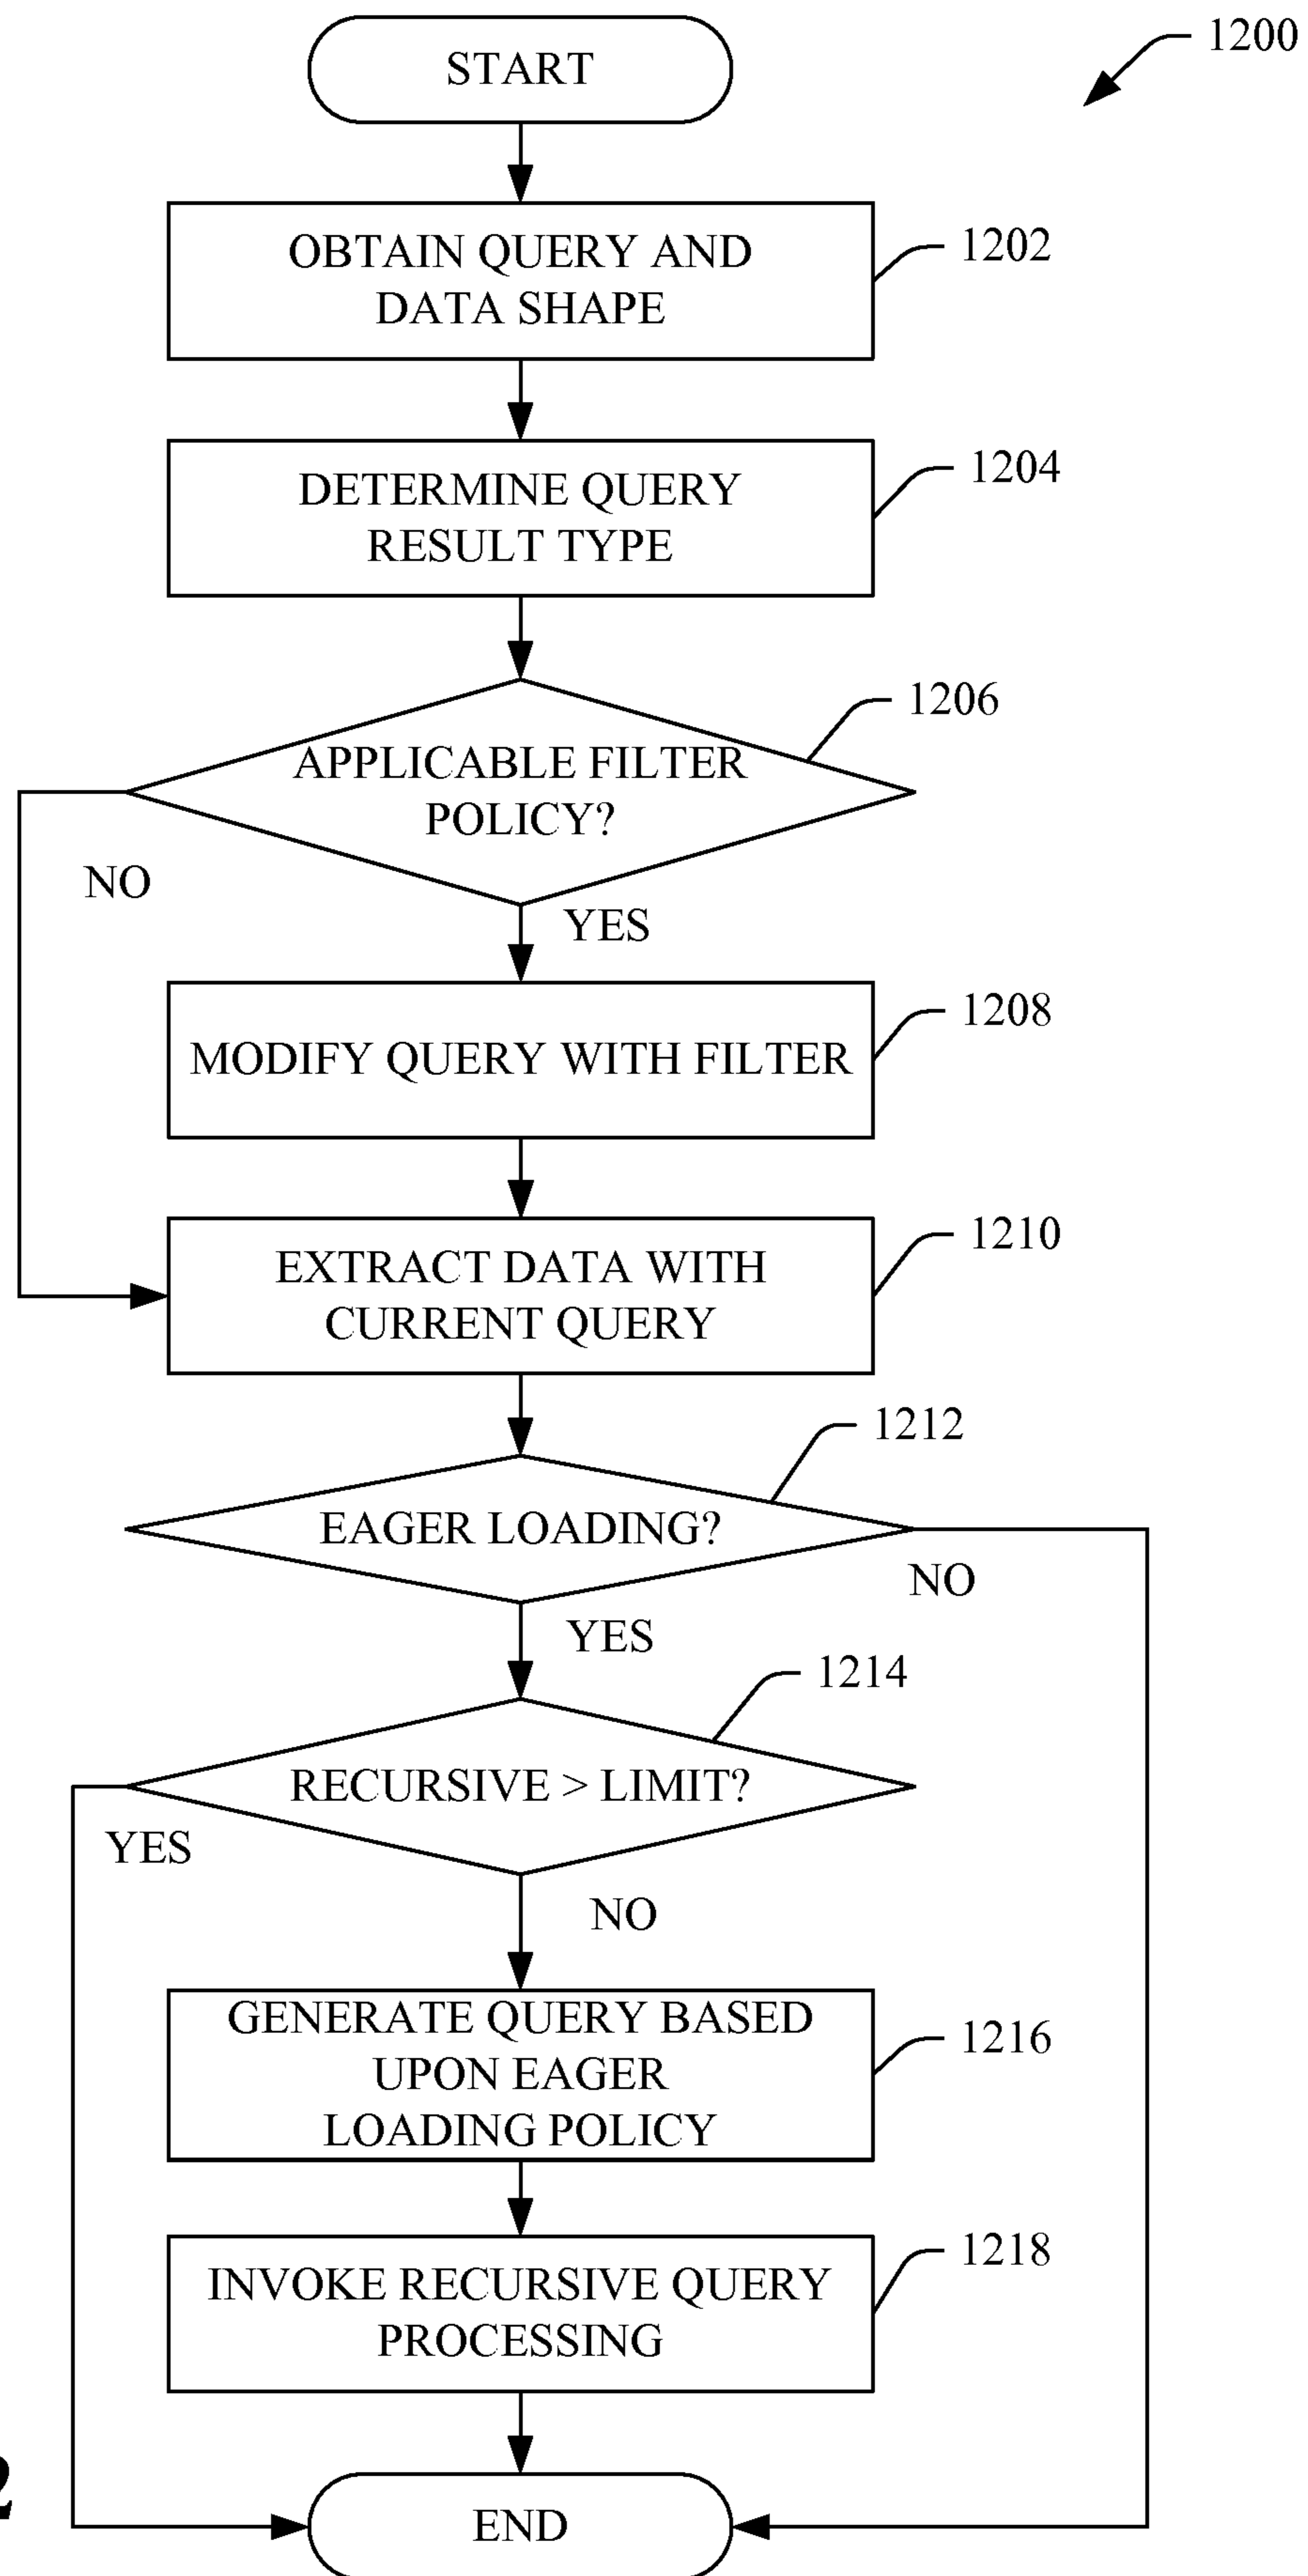 START
1200
OBTAIN QUERY AND
DATA SHAPE
1202
DETERMINE QUERY
RESULT TYPE
1204
APPLICABLE FILTER
POLICY?
1206
NO
YES
MODIFY QUERY WITH FILTER
1208
EXTRACT DATA WITH
CURRENT QUERY
1210
1212
EAGER LOADING?
NO
YES
1214
RECURSIVE > LIMIT?
YES
NO
GENERATE QUERY BASED
UPON EAGER
LOADING POLICY
1216
INVOKE RECURSIVE QUERY
PROCESSING
1218
END